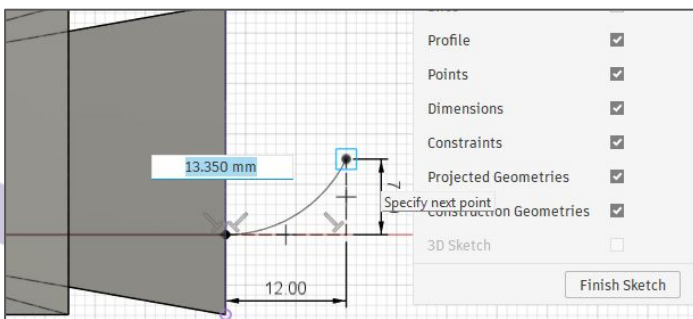 Profile
Points
Dimensions
Constraints
13.350 mm
Projected Geometries
Specify next point
Construction Geometries
3D Sketch
12.00
Finish Sketch